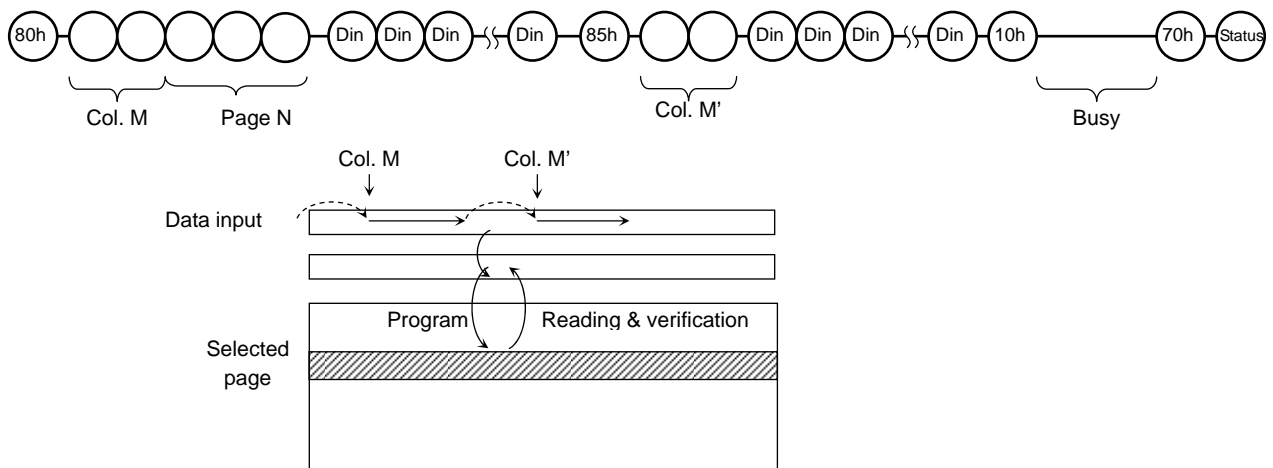 80h Din Din Din Din 85h Din Din Din Din 10h 70h Status
Col. M Page N Col. M’ Busy
Col. M Col. M’
Data input
Program Reading & verification
Selected
page